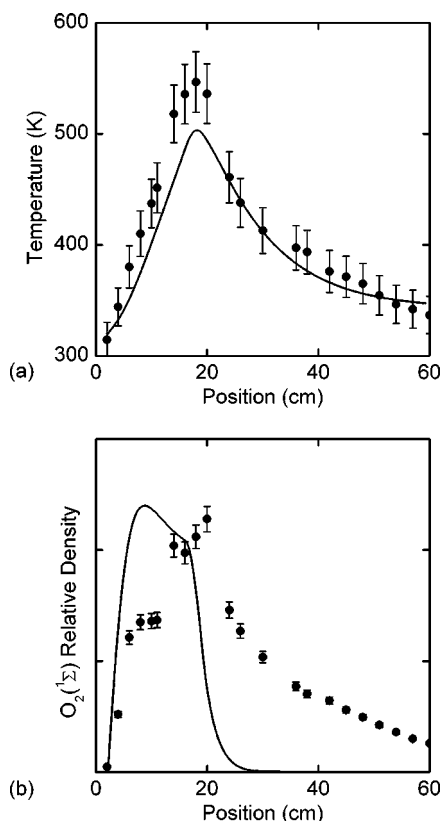 600
500
400
300
Temperature (K)
(a)
0
20
40
60
Position (cm)
O₂(¹Σ) Relative Density
(b)
0
20
40
60
Position (cm)